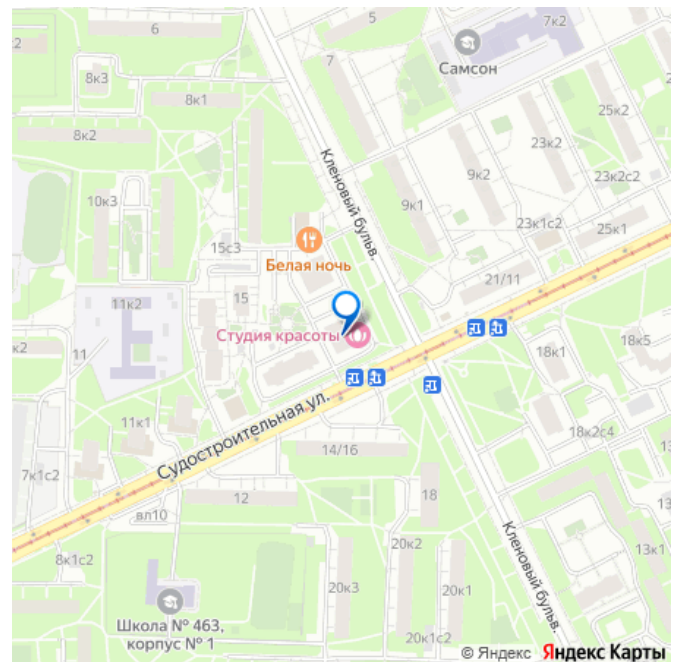 5
7к2
6
7
Самсон
8к3
8к1
25к2
8к2
23к2
Кленовый бульв.
9к2
23к2с2
10к3
9к1
23к1с2
25к1
15с3
Белая ночь
21/11
15
11к2
Студия красоты
к2
11
18к5
18к1
11к1
Судостроительная ул.
18к2с4
14/16
13
7к1с2
12
18
13
вл10
Кленовый бульв.
20к2
13к1
8к1с2
20к3
20к1
Школа № 463,
корпус № 1
20к1с2
© Яндекс Яндекс Карты